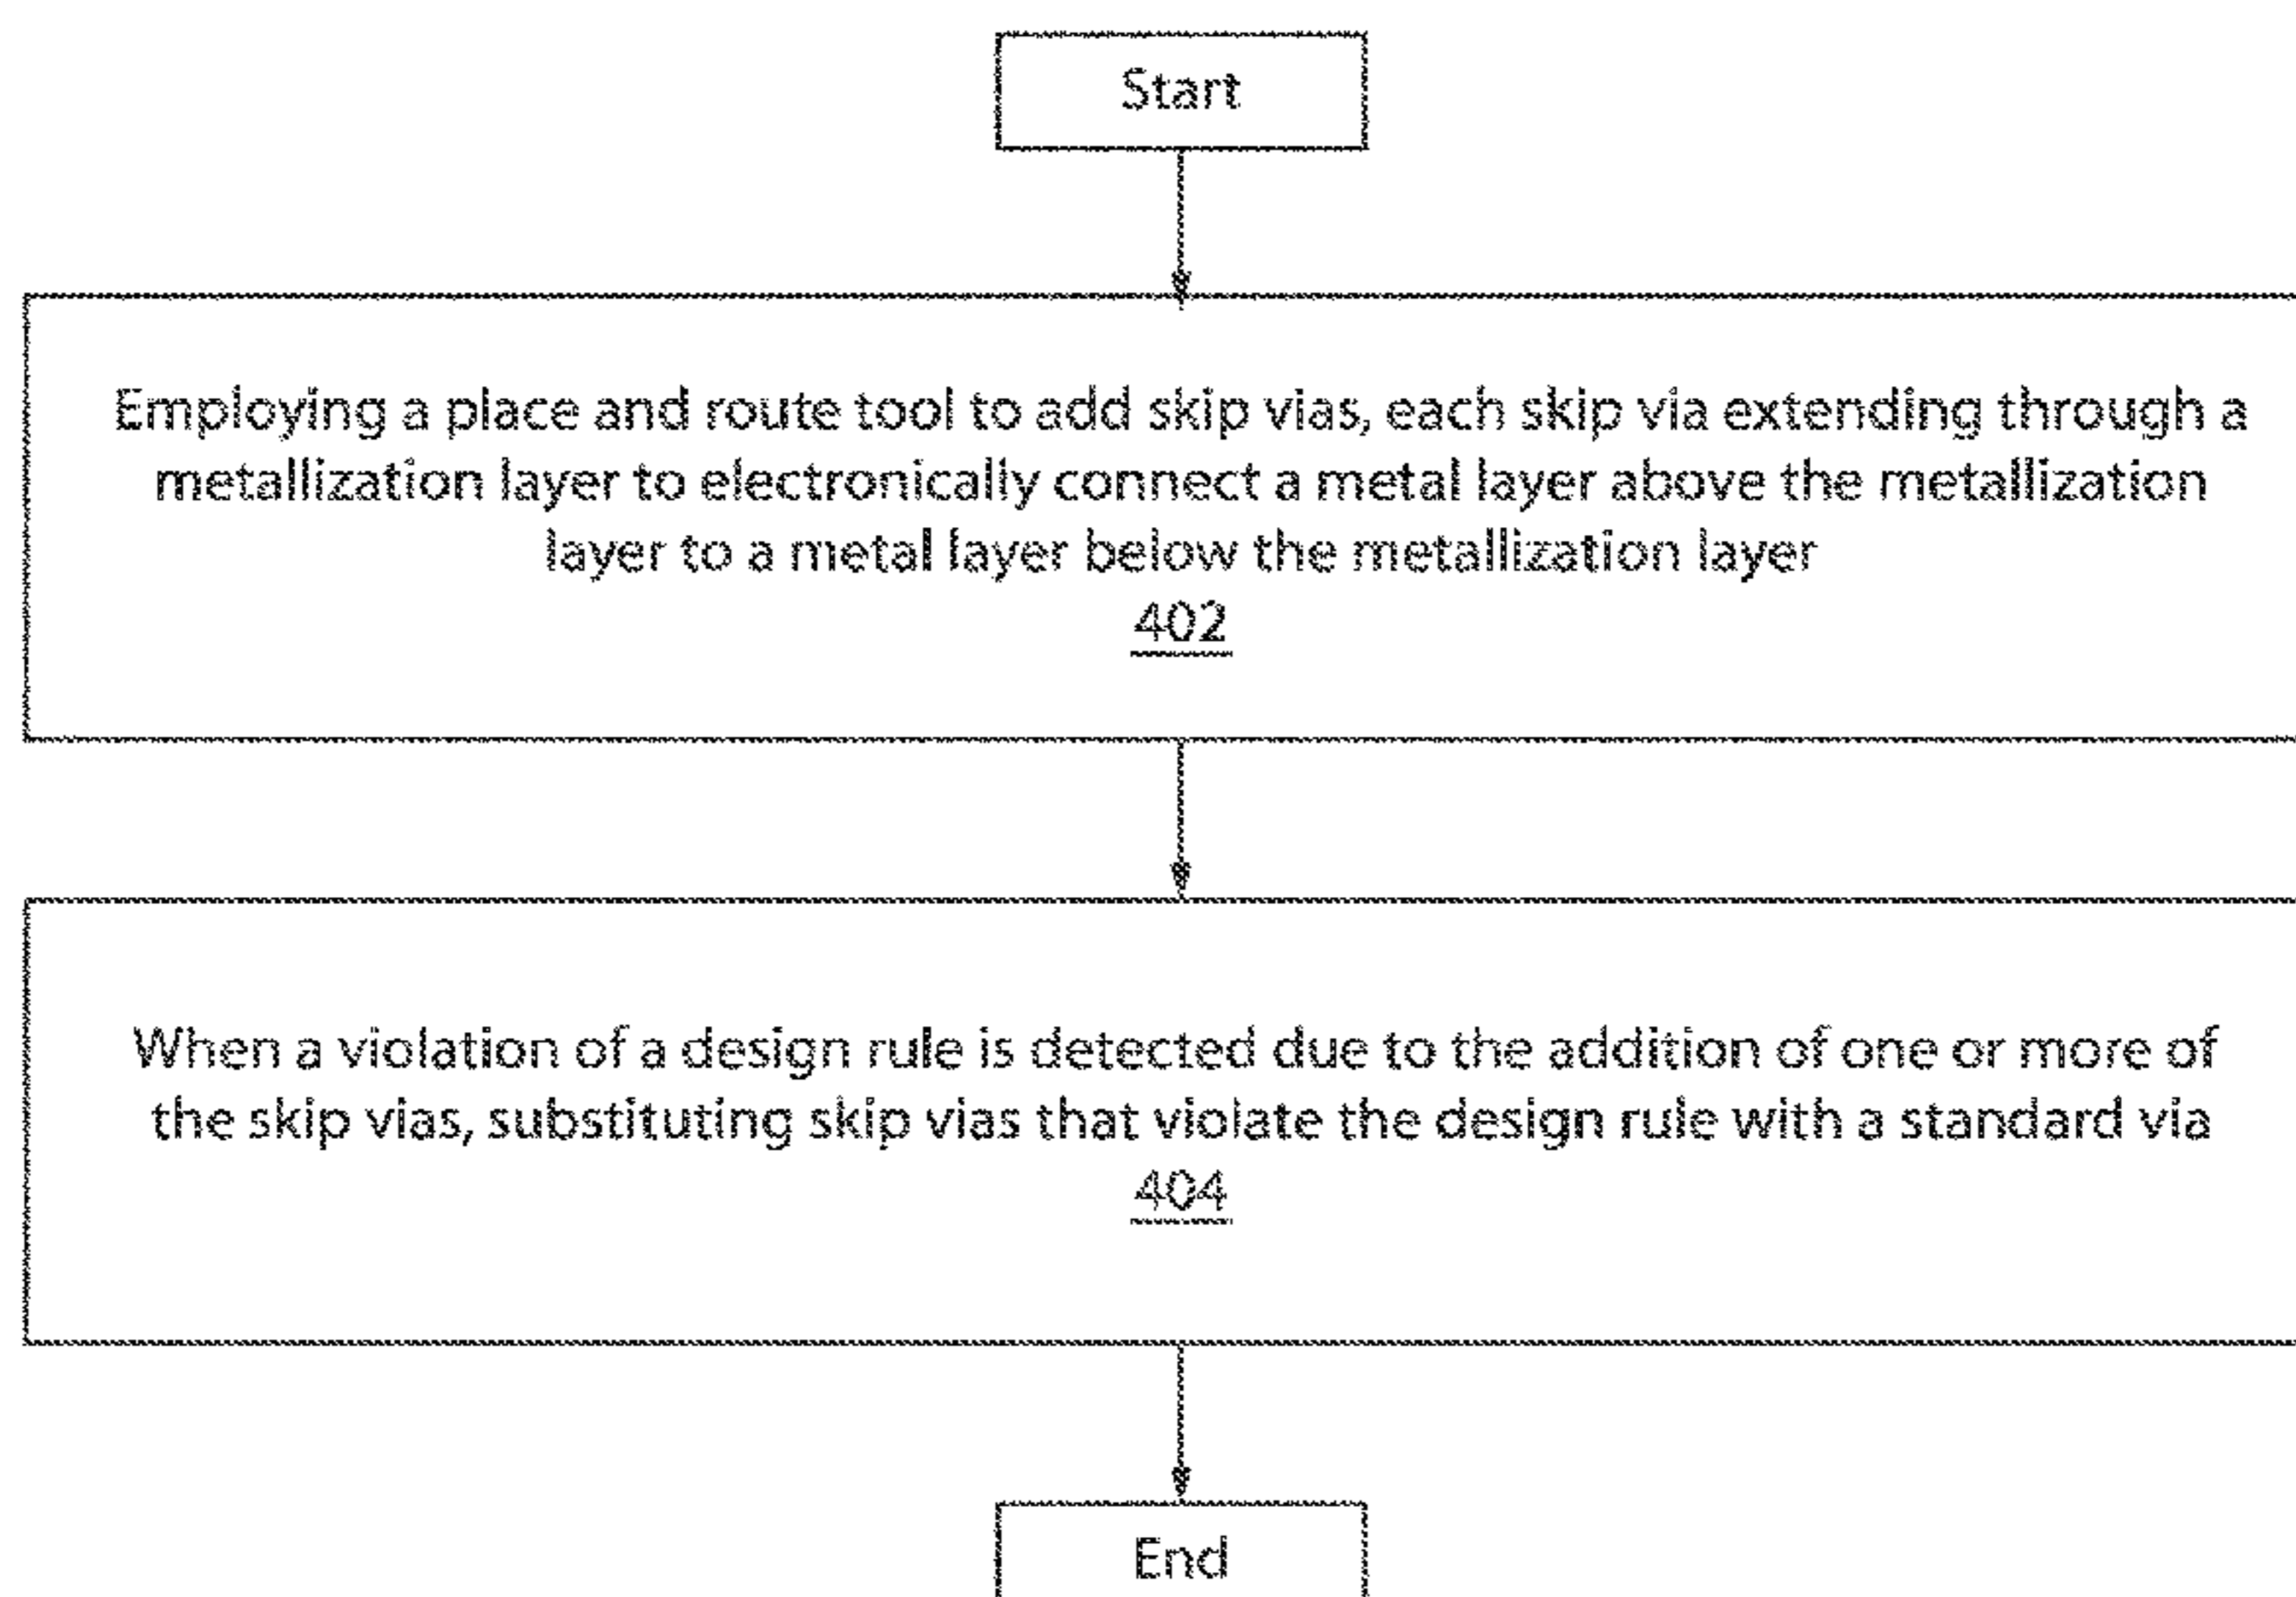 Start
Employing a place and route tool to add skip vias, each skip via extending through a
metallization layer to electronically connect a metal layer above the metallization
layer to a metal layer below the metallization layer
402
When a violation of a design rule is detected due to the addition of one or more of
the skip vias, substituting skip vias that violate the design rule with a standard via
404
End